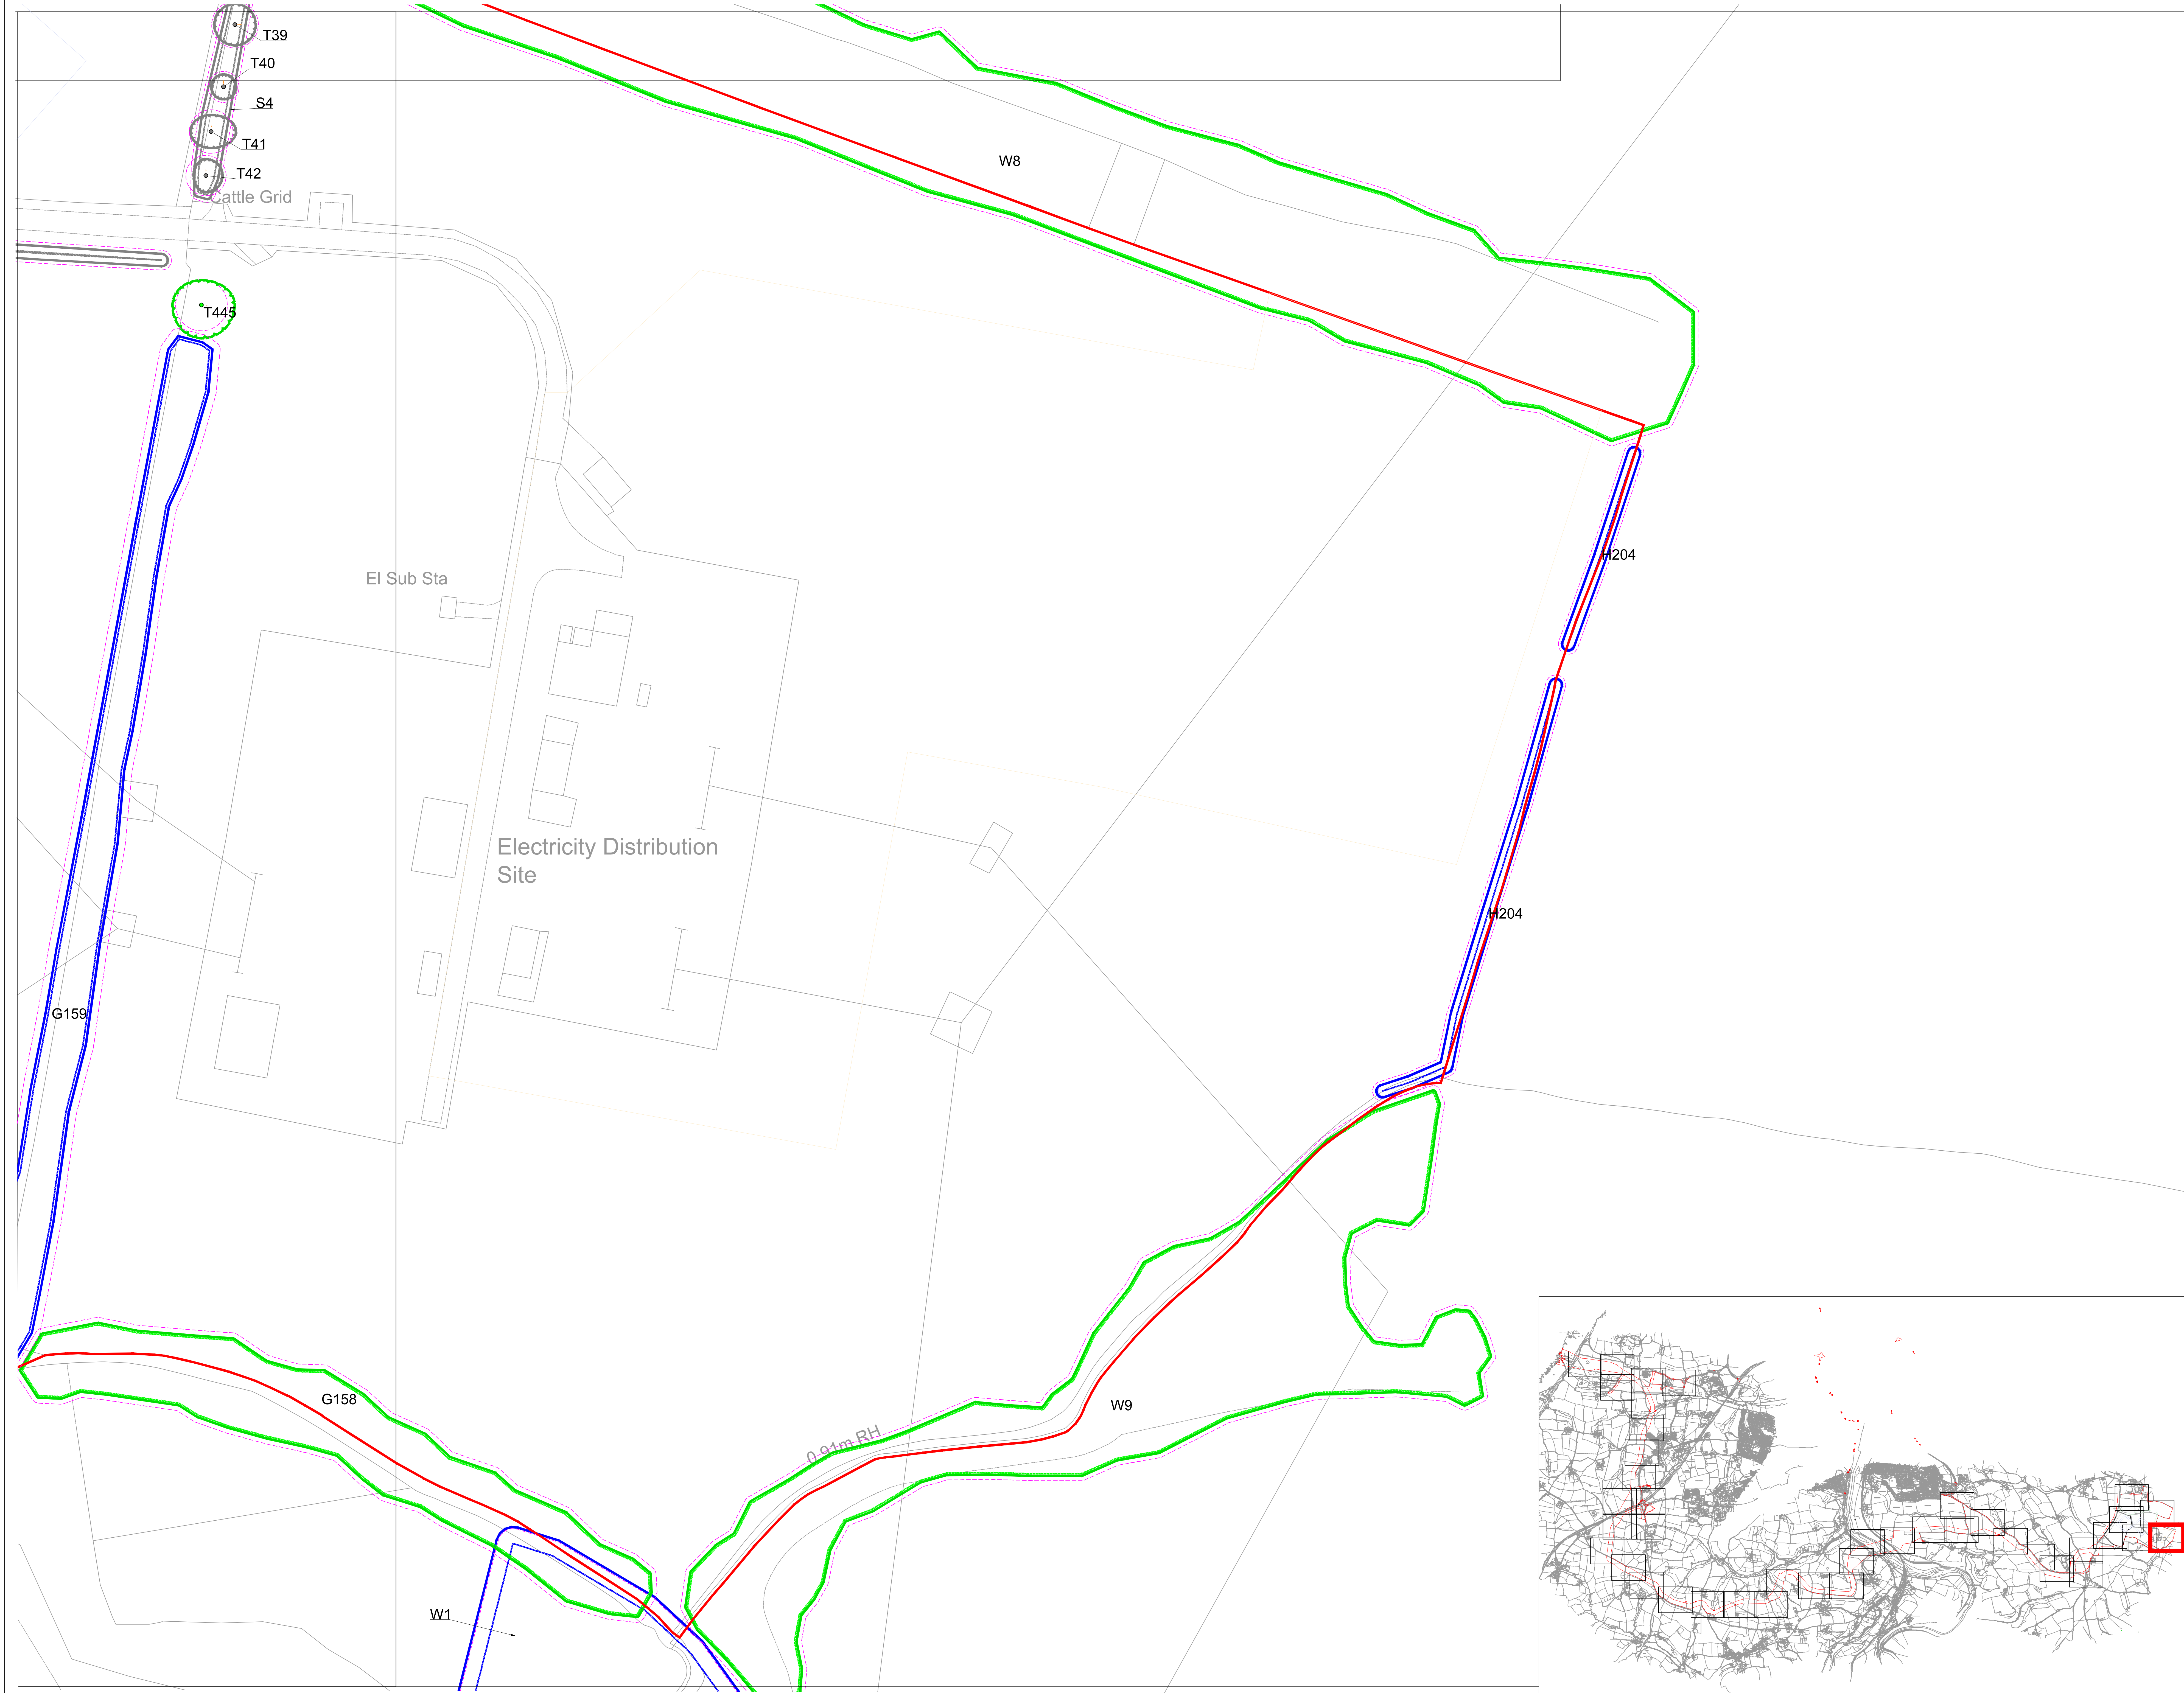 T39
T40
S4
T41
T42
Cattle Grid
W8
T445
H204
El Sub Sta
Electricity Distribution
Site
H204
G159
G158
W9
0.91m RH
W1